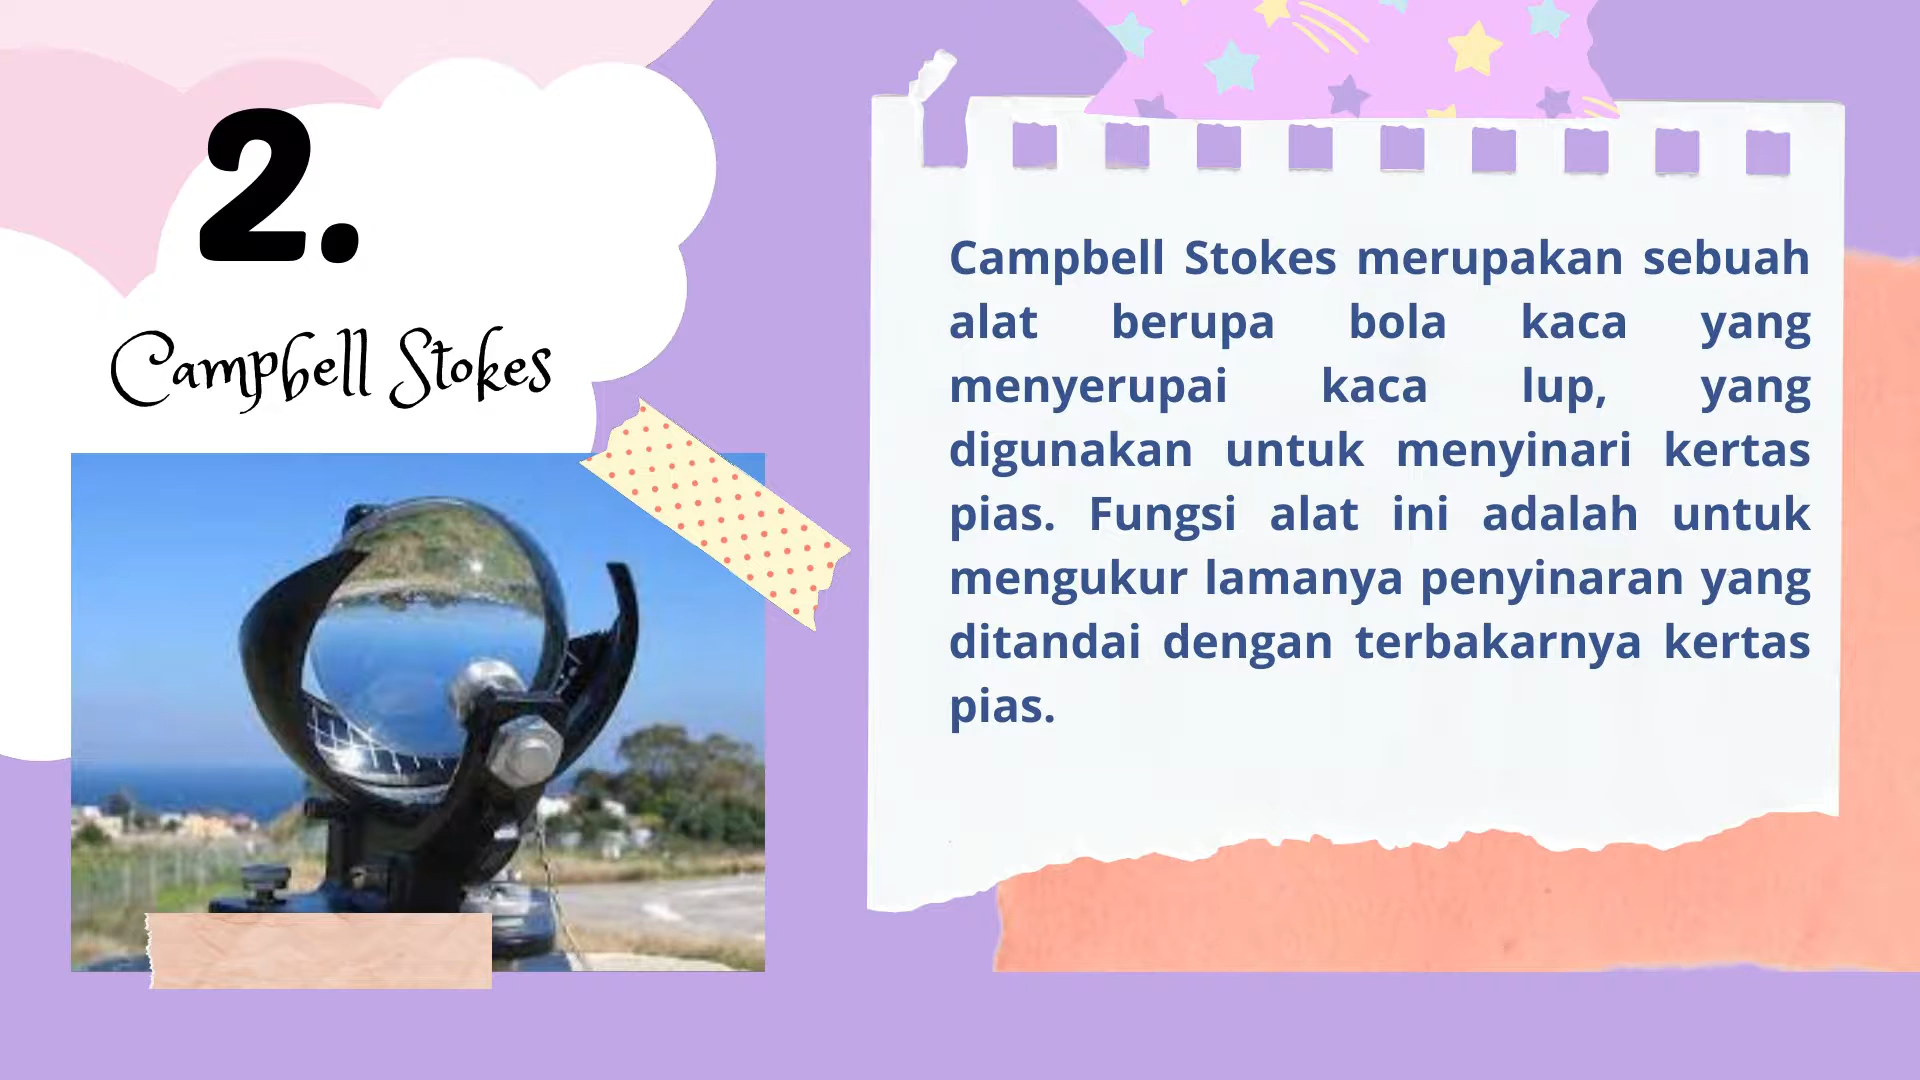 2.
Campbell Stokes
Campbell Stokes merupakan sebuah
alat berupa bola kaca yang
menyerupai kaca lup, yang
digunakan untuk menyinari kertas
pias. Fungsi alat ini adalah untuk
mengukur lamanya penyinaran yang
ditandai dengan terbakarnya kertas
pias.